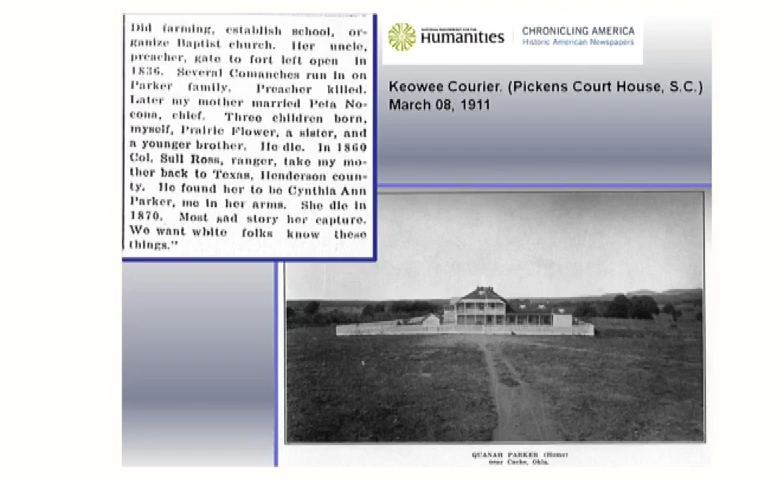 Did farming, establish school, or-
ganize Baptist church. Her uncle,
preacher, gate to fort left open in
1836. Several Comanches run in on
Parker family. Preacher killed.
Later my mother married Peta No-
cona, chief. Three children born,
myself, Prairie Flower, a sister, and
a younger brother. He die. In 1860
Col. Sull Ross, ranger, take my mo-
ther back to Texas, Henderson coun-
ty. He found her to be Cynthia Ann
Parker, me in her arms. She die in
1870. Most sad story her capture.
We want white folks know these
things."
NATIONAL ENDOWMENT FOR THE
HUMANITIES
CHRONICLING AMERICA
Historic American Newspapers
Keowee Courier. (Pickens Court House, S.C.)
March 08, 1911
QUANAH PARKER (Home)
near Cache, Okla.